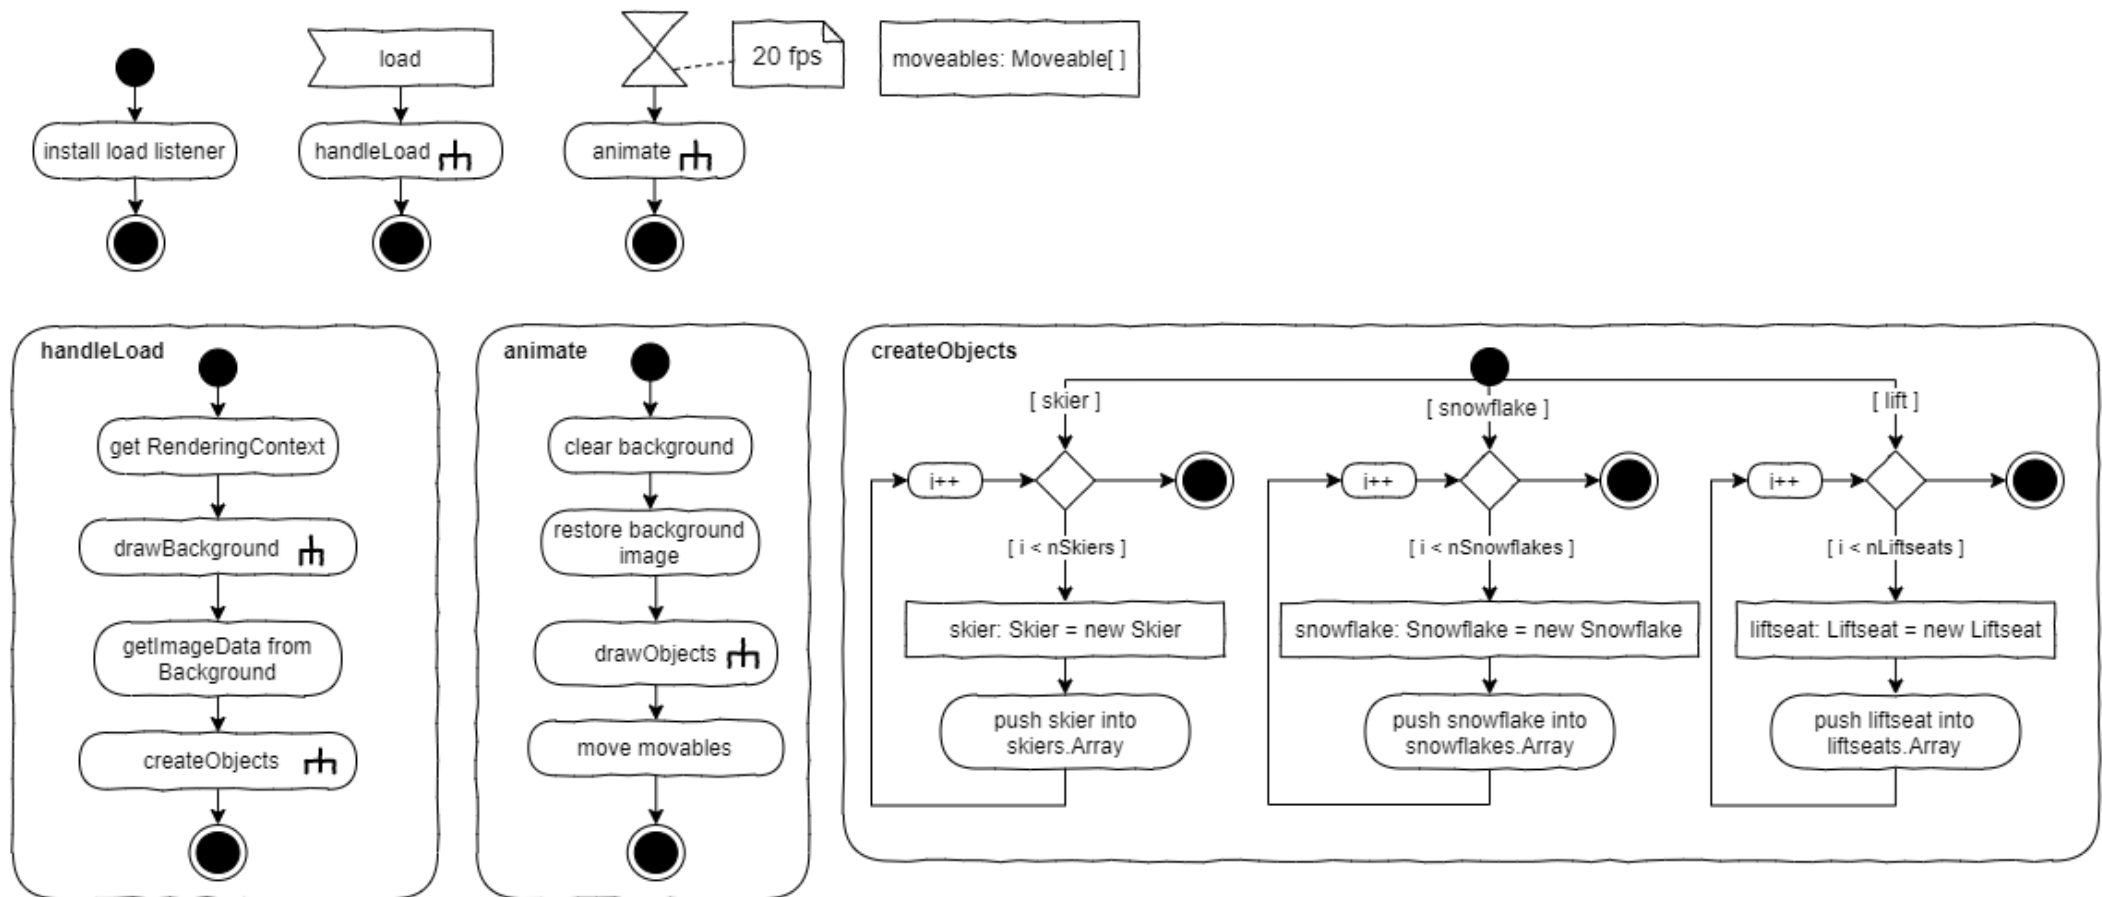 load
20 fps
moveables: Moveable[ ]
install load listener
handleLoad
animate
handleLoad
get RenderingContext
drawBackground
getImageData from
Background
createObjects
animate
clear background
restore background
image
drawObjects
move movables
createObjects
[ skier ]
[ snowflake ]
[ lift ]
i++
i++
i++
[ i < nSkiers ]
[ i < nSnowflakes ]
[ i < nLiftseats ]
skier: Skier = new Skier
snowflake: Snowflake = new Snowflake
liftseat: Liftseat = new Liftseat
push skier into
skiers.Array
push snowflake into
snowflakes.Array
push liftseat into
liftseats.Array